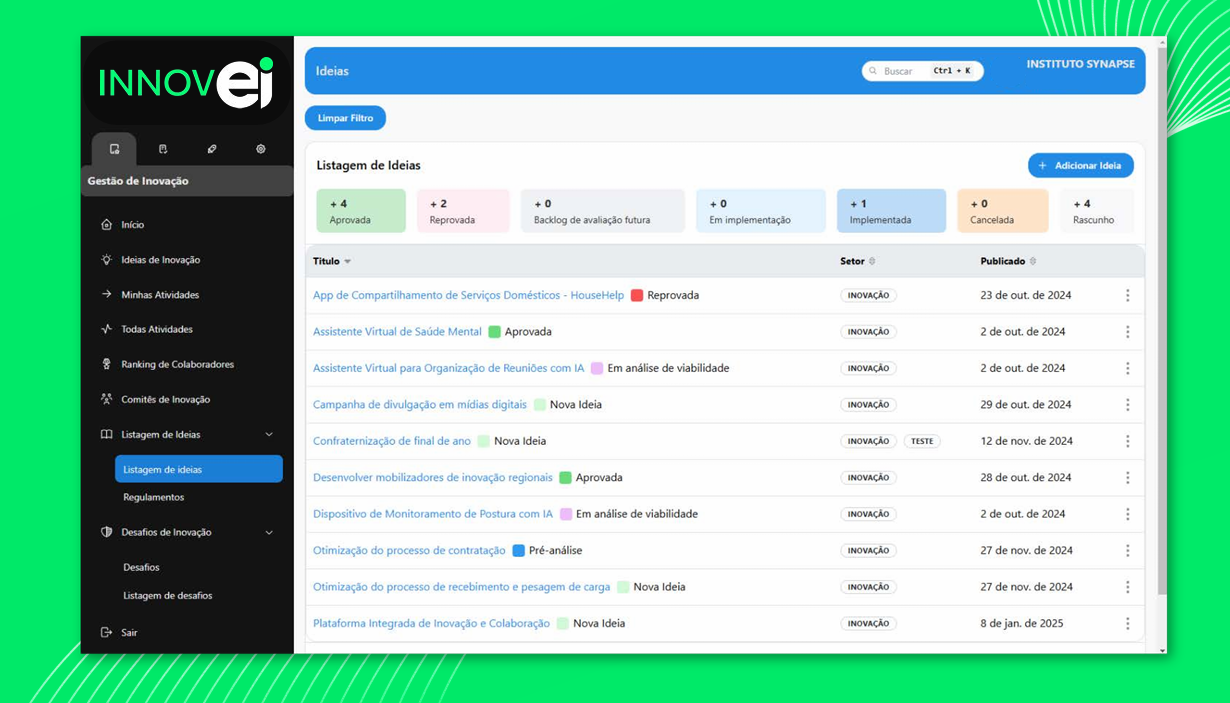 INNOVei
Gestão de Inovação
Início
Ideias de Inovação
Minhas Atividades
Todas Atividades
Ranking de Colaboradores
Comitês de Inovação
Listagem de Ideias
Listagem de ideias
Regulamentos
Desafios de Inovação
Desafios
Listagem de desafios
Sair
Ideias
Buscar Ctrl + K
INSTITUTO SYNAPSE
Limpar Filtro
Listagem de Ideias
+ Adicionar Ideia
+ 4 + 2 + 0 + 0 + 1 + 0 + 4
Aprovada Reprovada Backlog de avaliação futura Em implementação Implementada Cancelada Rascunho
Título Setor Publicado
App de Compartilhamento de Serviços Domésticos - HouseHelp Reprovada INOVAÇÃO 23 de out. de 2024
Assistente Virtual de Saúde Mental Aprovada INOVAÇÃO 2 de out. de 2024
Assistente Virtual para Organização de Reuniões com IA Em análise de viabilidade INOVAÇÃO 2 de out. de 2024
Campanha de divulgação em mídias digitais Nova Ideia INOVAÇÃO 29 de out. de 2024
Confraternização de final de ano Nova Ideia INOVAÇÃO TESTE 12 de nov. de 2024
Desenvolver mobilizadores de inovação regionais Aprovada INOVAÇÃO 28 de out. de 2024
Dispositivo de Monitoramento de Postura com IA Em análise de viabilidade INOVAÇÃO 2 de out. de 2024
Otimização do processo de contratação Pré-análise INOVAÇÃO 27 de nov. de 2024
Otimização do processo de recebimento e pesagem de carga Nova Ideia INOVAÇÃO 27 de nov. de 2024
Plataforma Integrada de Inovação e Colaboração Nova Ideia INOVAÇÃO 8 de jan. de 2025